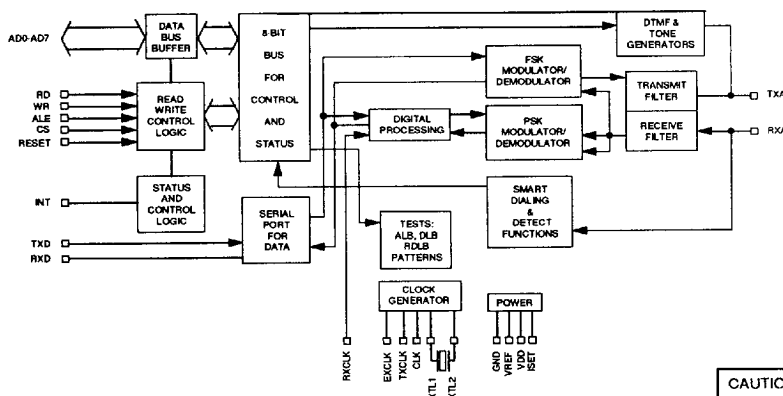 AD0-AD7
DATA
BUS
BUFFER
8-BIT
BUS
FOR
CONTROL
AND
STATUS
DTMF &
TONE
GENERATORS
RD
WR
ALE
CS
RESET
READ
WRITE
CONTROL
LOGIC
FSK
MODULATOR/
DEMODULATOR
TRANSMIT
FILTER
TXA
DIGITAL
PROCESSING
PSK
MODULATOR/
DEMODULATOR
RECEIVE
FILTER
RXA
INT
STATUS
AND
CONTROL
LOGIC
SMART
DIALING
&
DETECT
FUNCTIONS
TXD
RXD
SERIAL
PORT
FOR
DATA
TESTS:
ALB, DLB
RDLB
PATTERNS
CLOCK
GENERATOR
POWER
RXCLK
EXCLK
TXCLK
CLK
XTL1
XTL2
GND
VREF
VDD
ISET